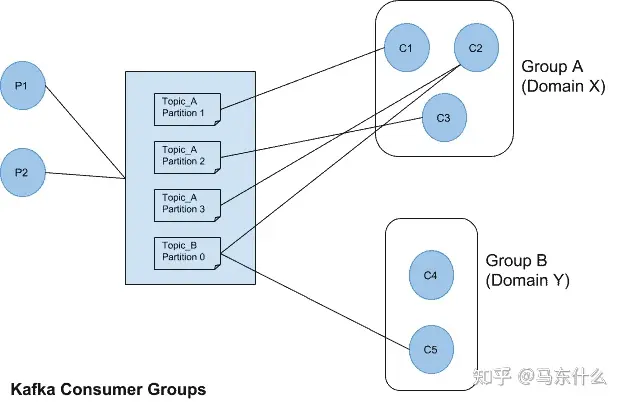 P1
P2
Topic_A
Partition 1
Topic_A
Partition 2
Topic_A
Partition 3
Topic_B
Partition 0
C1
C2
C3
Group A
(Domain X)
C4
C5
Group B
(Domain Y)
Kafka Consumer Groups
知乎 @马东什么